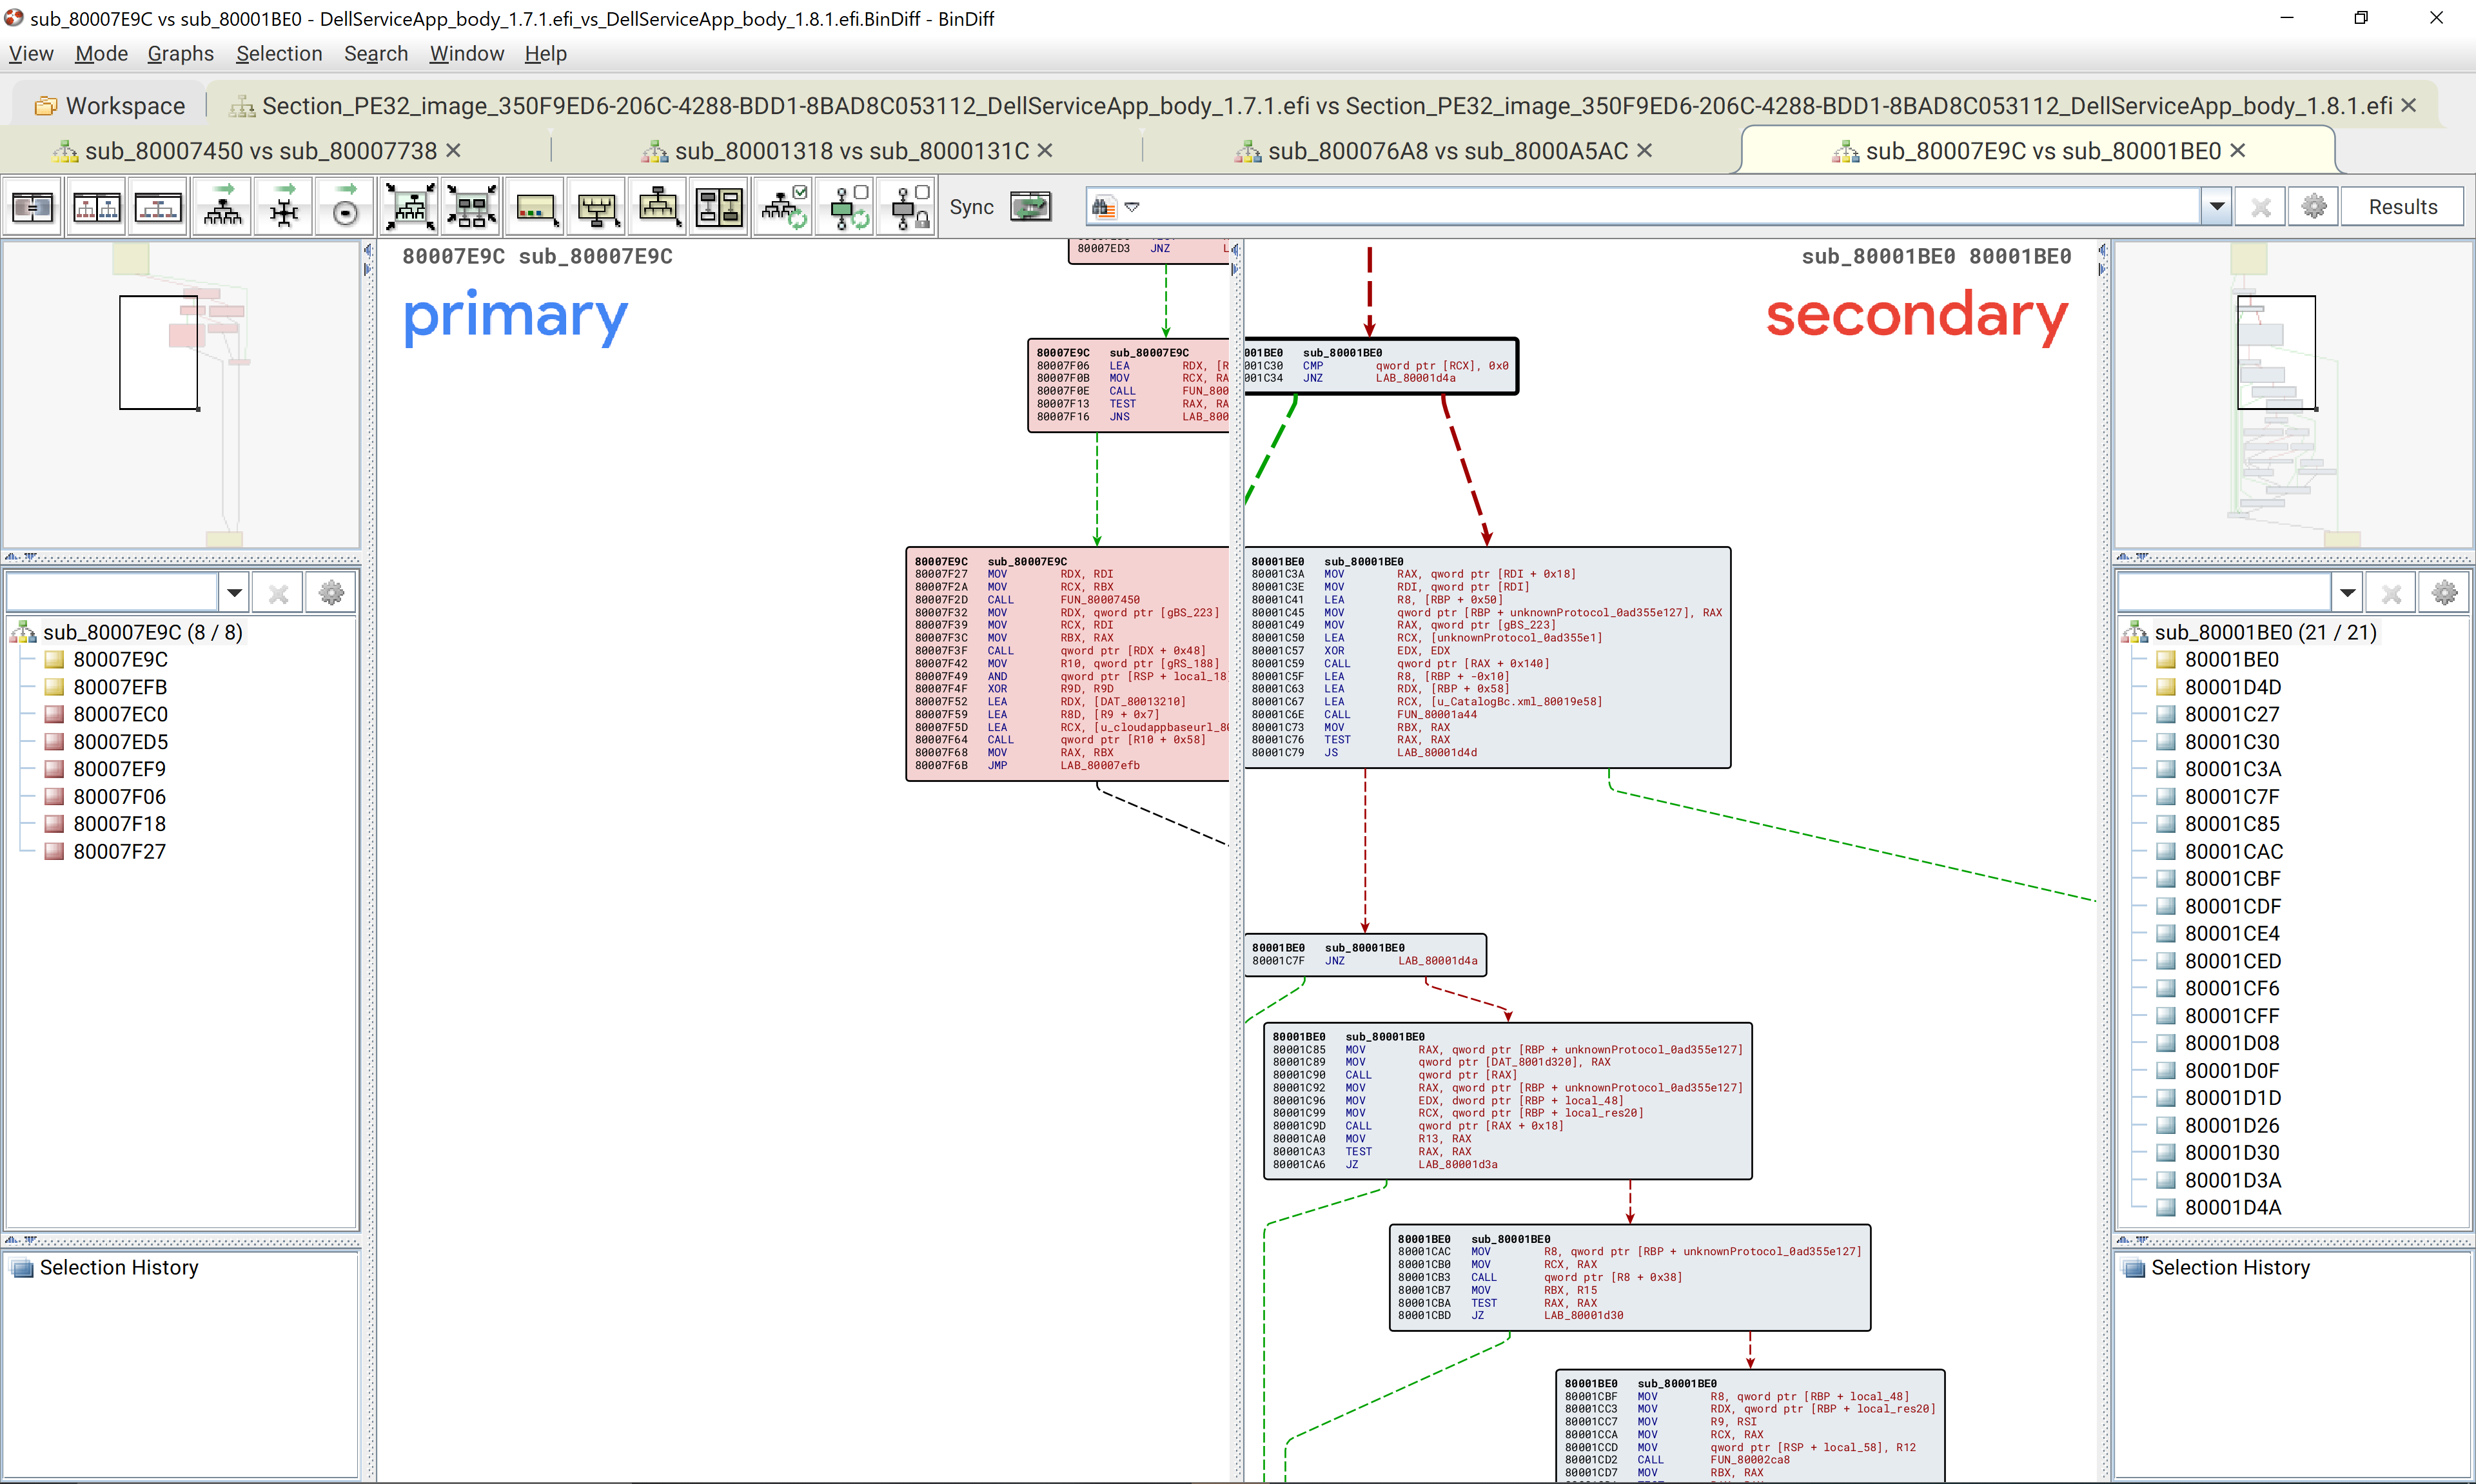 sub_80007E9C vs sub_80001BE0 - DellServiceApp_body_1.7.1.efi_vs_DellServiceApp_body_1.8.1.efi.BinDiff - BinDiff
View Mode Graphs Selection Search Window Help
Workspace Section_PE32_image_350F9ED6-206C-4288-BDD1-8BAD8C053112_DellServiceApp_body_1.7.1.efi vs Section_PE32_image_350F9ED6-206C-4288-BDD1-8BAD8C053112_DellServiceApp_body_1.8.1.efi
sub_80007450 vs sub_80007738 sub_80001318 vs sub_8000131C sub_800076A8 vs sub_8000A5AC sub_80007E9C vs sub_80001BE0
Sync Results
sub_80007E9C (8 / 8)
80007E9C
80007EFB
80007EC0
80007ED5
80007EF9
80007F06
80007F18
80007F27
Selection History
80007E9C sub_80007E9C
primary
80007ED3 JNZ L
80007E9C sub_80007E9C
80007F06 LEA RDX, [R
80007F0B MOV RCX, RA
80007F0E CALL FUN_800
80007F13 TEST RAX, RA
80007F16 JNS LAB_800
80007E9C sub_80007E9C
80007F27 MOV RDX, RDI
80007F2A MOV RCX, RBX
80007F2D CALL FUN_80007450
80007F32 MOV RDX, qword ptr [gBS_223]
80007F39 MOV RCX, RDI
80007F3C MOV RBX, RAX
80007F3F CALL qword ptr [RDX + 0x48]
80007F42 MOV R10, qword ptr [gRS_188]
80007F49 AND qword ptr [RSP + local_18
80007F4F XOR R9D, R9D
80007F52 LEA RDX, [DAT_80013210]
80007F59 LEA R8D, [R9 + 0x7]
80007F5D LEA RCX, [u_cloudappbaseurl_80
80007F64 CALL qword ptr [R10 + 0x58]
80007F68 MOV RAX, RBX
80007F6B JMP LAB_80007efb
sub_80001BE0 80001BE0
secondary
001BE0 sub_80001BE0
001C30 CMP qword ptr [RCX], 0x0
001C34 JNZ LAB_80001d4a
80001BE0 sub_80001BE0
80001C3A MOV RAX, qword ptr [RDI + 0x18]
80001C3E MOV RDI, qword ptr [RDI]
80001C41 LEA R8, [RBP + 0x50]
80001C45 MOV qword ptr [RBP + unknownProtocol_0ad355e127], RAX
80001C49 MOV RAX, qword ptr [gBS_223]
80001C50 LEA RCX, [unknownProtocol_0ad355e1]
80001C57 XOR EDX, EDX
80001C59 CALL qword ptr [RAX + 0x140]
80001C5F LEA R8, [RBP + -0x10]
80001C63 LEA RDX, [RBP + 0x58]
80001C67 LEA RCX, [u_CatalogBc.xml_80019e58]
80001C6E CALL FUN_80001a44
80001C73 MOV RBX, RAX
80001C76 TEST RAX, RAX
80001C79 JS LAB_80001d4d
80001BE0 sub_80001BE0
80001C7F JNZ LAB_80001d4a
80001BE0 sub_80001BE0
80001C85 MOV RAX, qword ptr [RBP + unknownProtocol_0ad355e127]
80001C89 MOV qword ptr [DAT_8001d320], RAX
80001C90 CALL qword ptr [RAX]
80001C92 MOV RAX, qword ptr [RBP + unknownProtocol_0ad355e127]
80001C96 MOV EDX, dword ptr [RBP + local_48]
80001C99 MOV RCX, qword ptr [RBP + local_res20]
80001C9D CALL qword ptr [RAX + 0x18]
80001CA0 MOV R13, RAX
80001CA3 TEST RAX, RAX
80001CA6 JZ LAB_80001d3a
80001BE0 sub_80001BE0
80001CAC MOV R8, qword ptr [RBP + unknownProtocol_0ad355e127]
80001CB0 MOV RCX, RAX
80001CB3 CALL qword ptr [R8 + 0x38]
80001CB7 MOV RBX, R15
80001CBA TEST RAX, RAX
80001CBD JZ LAB_80001d30
80001BE0 sub_80001BE0
80001CBF MOV R8, qword ptr [RBP + local_48]
80001CC3 MOV RDX, qword ptr [RBP + local_res20]
80001CC7 MOV R9, RSI
80001CCA MOV RCX, RAX
80001CCD MOV qword ptr [RSP + local_58], R12
80001CD2 CALL FUN_80002ca8
80001CD7 MOV RBX, RAX
sub_80001BE0 (21 / 21)
80001BE0
80001D4D
80001C27
80001C30
80001C3A
80001C7F
80001C85
80001CAC
80001CBF
80001CDF
80001CE4
80001CED
80001CF6
80001CFF
80001D08
80001D0F
80001D1D
80001D26
80001D30
80001D3A
80001D4A
Selection History